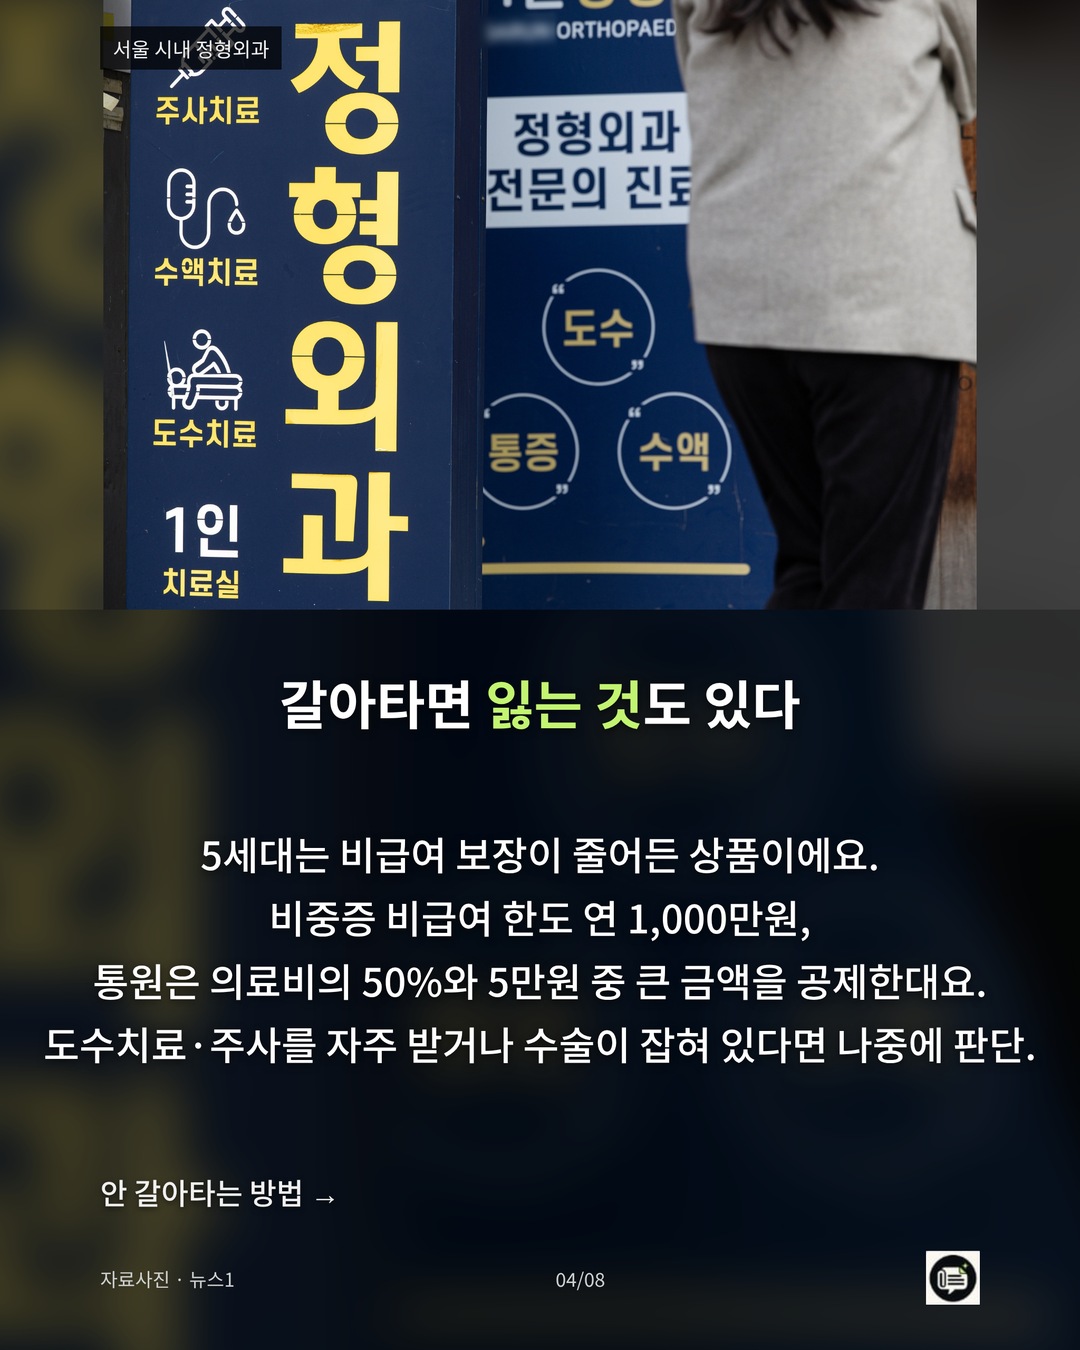 서울 시내 정형외과
주사치료
수액치료
도수치료
1인
치료실
정형외과
ORTHOPAED
정형외과
전문의 진료
도수
통증
수액
갈아타면 잃는 것도 있다
5세대는 비급여 보장이 줄어든 상품이에요.
비중증 비급여 한도 연 1,000만원,
통원은 의료비의 50%와 5만원 중 큰 금액을 공제한대요.
도수치료·주사를 자주 받거나 수술이 잡혀 있다면 나중에 판단.
안 갈아타는 방법 →
자료사진 · 뉴스1
04/08